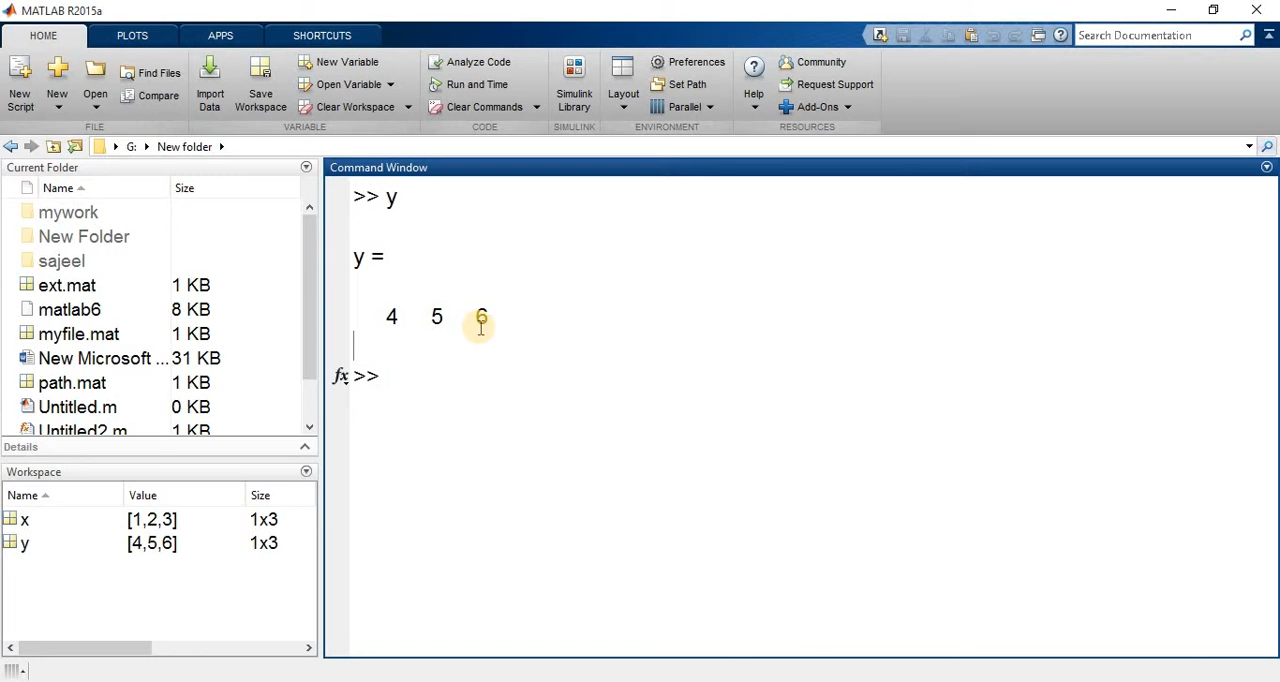 MATLAB R2015a
HOME PLOTS APPS SHORTCUTS Search Documentation
New Script New Open Find Files Compare Import Data Save Workspace New Variable Open Variable Clear Workspace Analyze Code Run and Time Clear Commands Simulink Library Layout Preferences Set Path Parallel Help Community Request Support Add-Ons
FILE VARIABLE CODE SIMULINK ENVIRONMENT RESOURCES
G: New folder
Current Folder
Name Size
mywork
New Folder
sajeel
ext.mat 1 KB
matlab6 8 KB
myfile.mat 1 KB
New Microsoft ... 31 KB
path.mat 1 KB
Untitled.m 0 KB
Untitled2.m 1 KB
Details
Workspace
Name Value Size
x [1,2,3] 1x3
y [4,5,6] 1x3
Command Window
>> y
y =
4 5 6
fx >>